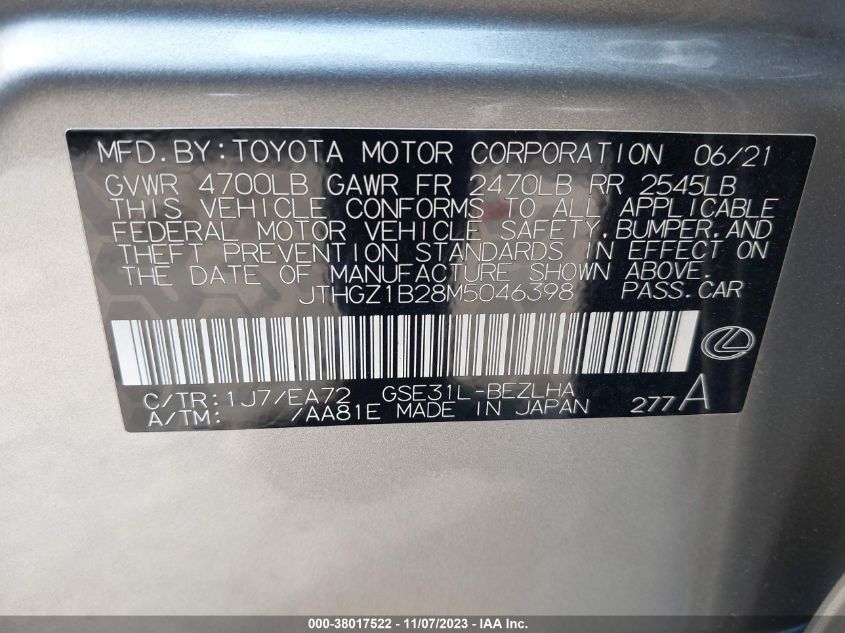 MFD.BY:TOYOTA MOTOR CORPORATION 06/21
GVWR 4700LB GAWR FR 2470LB RR 2545LB
THIS VEHICLE CONFORMS TO ALL APPLICABLE
FEDERAL MOTOR VEHICLE SAFETY,BUMPER,AND
THEFT PREVENTION STANDARDS IN EFFECT ON
THE DATE OF MANUFACTURE SHOWN ABOVE.
JTHGZ1B28M5046398 PASS.CAR
C/TR:1J7/EA72 GSE31L-BEZLHA
A/TM: /AA81E MADE IN JAPAN 277A
000-38017522 - 11/07/2023 - IAA Inc.